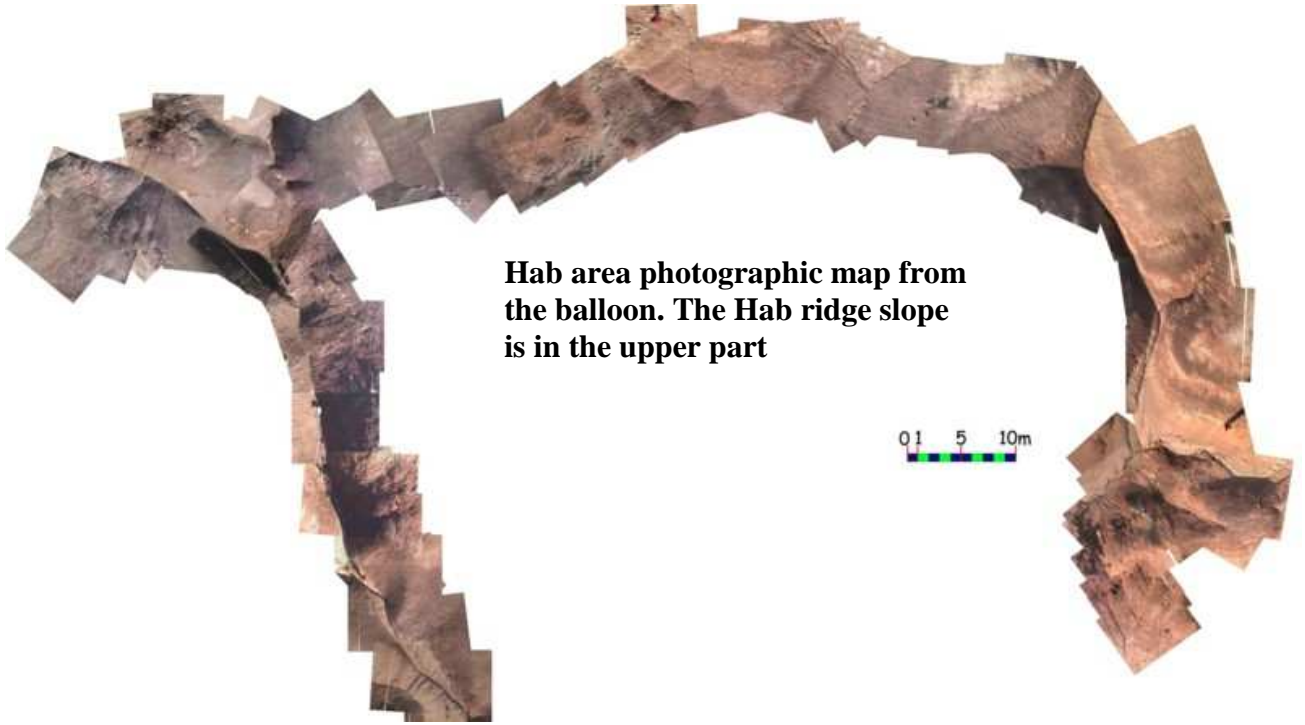 Hab area photographic map from
the balloon. The Hab ridge slope
is in the upper part
0 1 5 10m